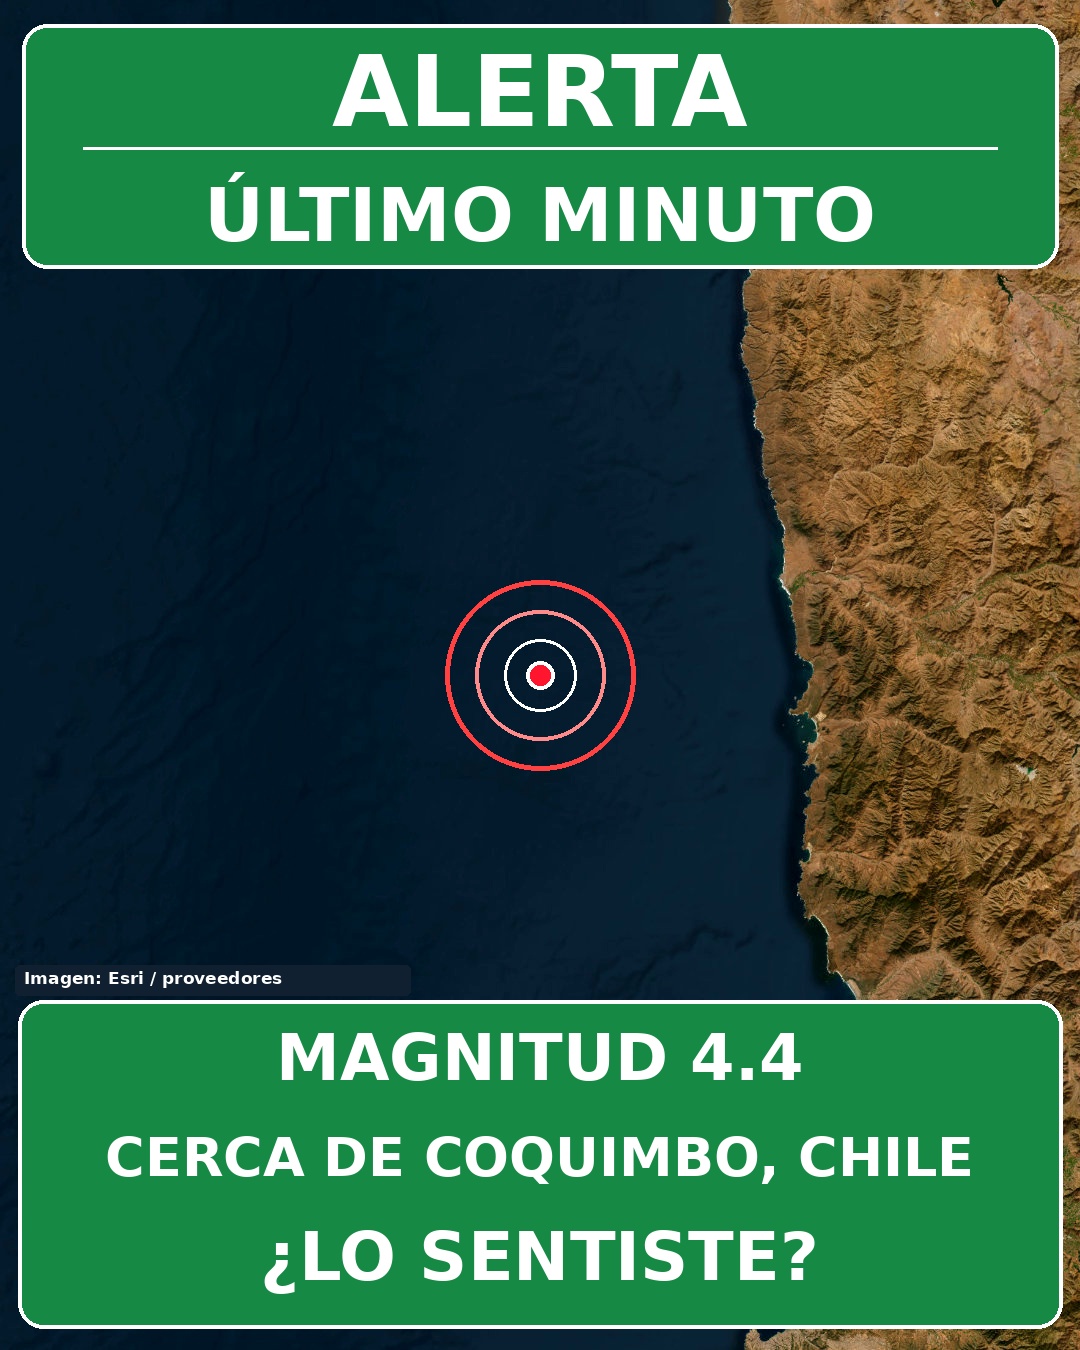 ALERTA
ÚLTIMO MINUTO
Imagen: Esri / proveedores
MAGNITUD 4.4
CERCA DE COQUIMBO, CHILE
¿LO SENTISTE?